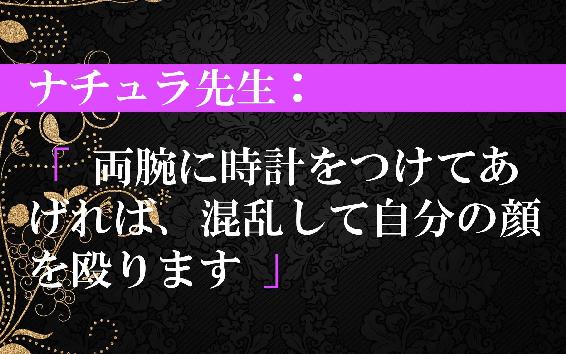 ナチュラ先生：
「 両腕に時計をつけてあ
げれば、混乱して自分の顔
を殴ります 」